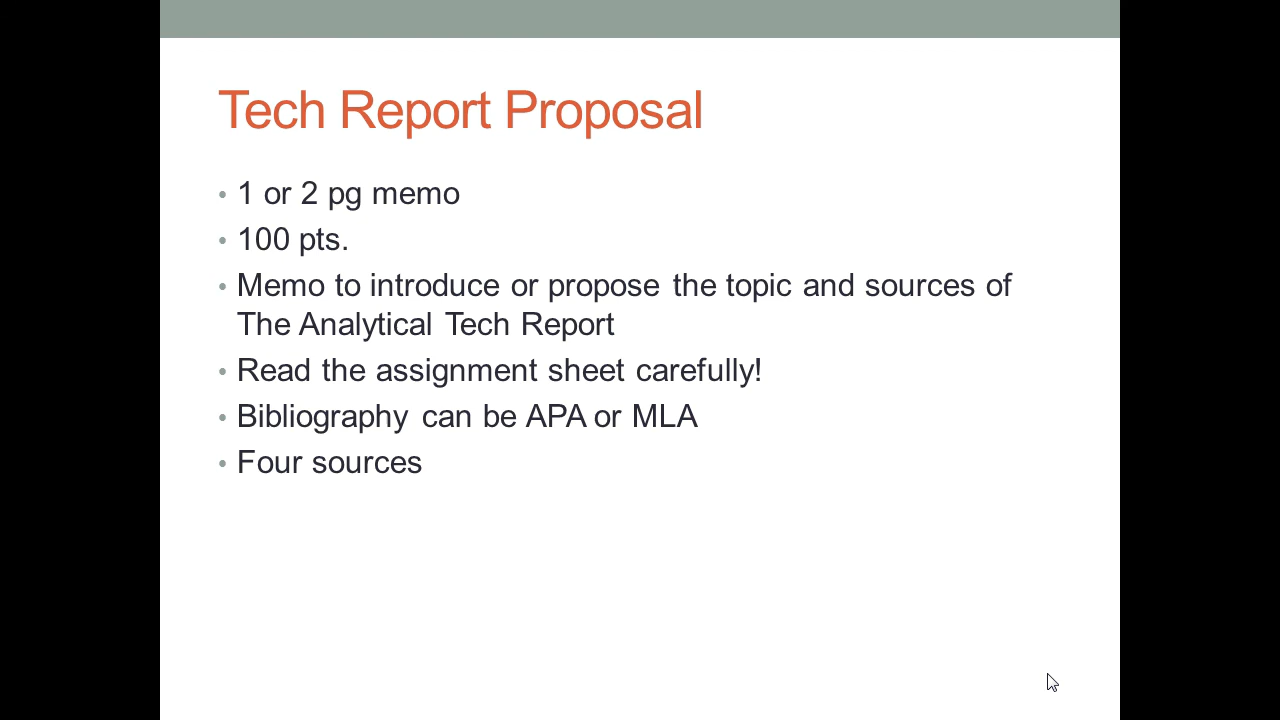 Tech Report Proposal
• 1 or 2 pg memo
• 100 pts.
• Memo to introduce or propose the topic and sources of
The Analytical Tech Report
• Read the assignment sheet carefully!
• Bibliography can be APA or MLA
• Four sources